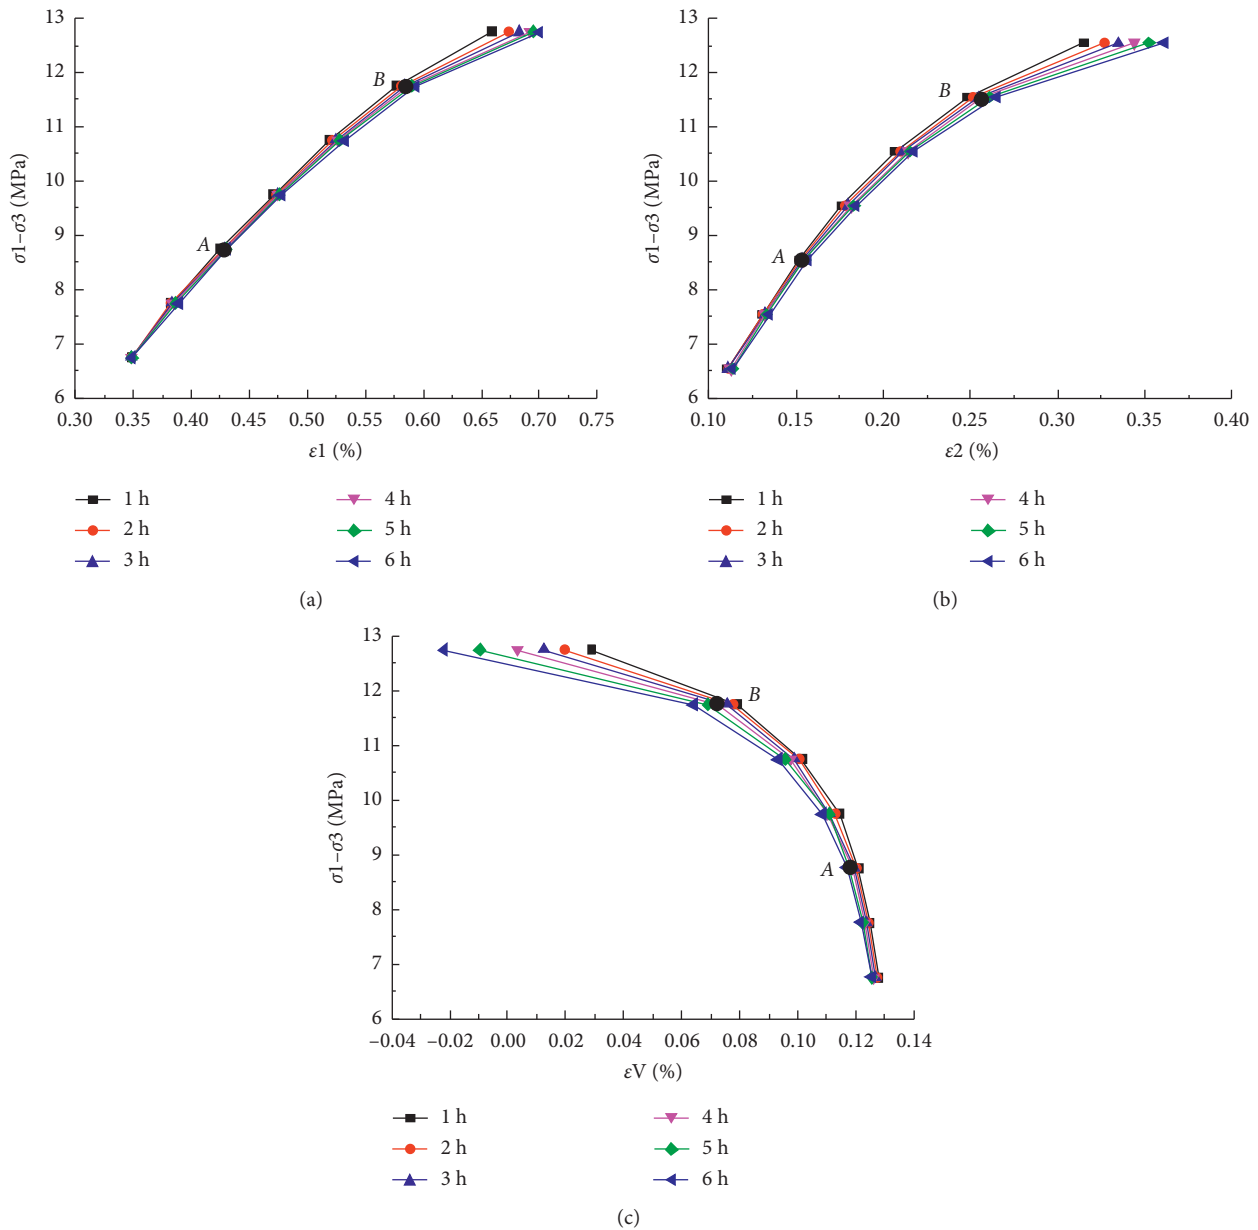 13
12
11
10
9
8
7
6
σ1–σ3 (MPa)
A
B
0.30 0.35 0.40 0.45 0.50 0.55 0.60 0.65 0.70 0.75
ε1 (%)
1 h
2 h
3 h
4 h
5 h
6 h
(a)
13
12
11
10
9
8
7
6
σ1–σ3 (MPa)
A
B
0.10 0.15 0.20 0.25 0.30 0.35 0.40
ε2 (%)
1 h
2 h
3 h
4 h
5 h
6 h
(b)
13
12
11
10
9
8
7
6
σ1–σ3 (MPa)
B
A
–0.04 –0.02 0.00 0.02 0.04 0.06 0.08 0.10 0.12 0.14
εV (%)
1 h
2 h
3 h
4 h
5 h
6 h
(c)